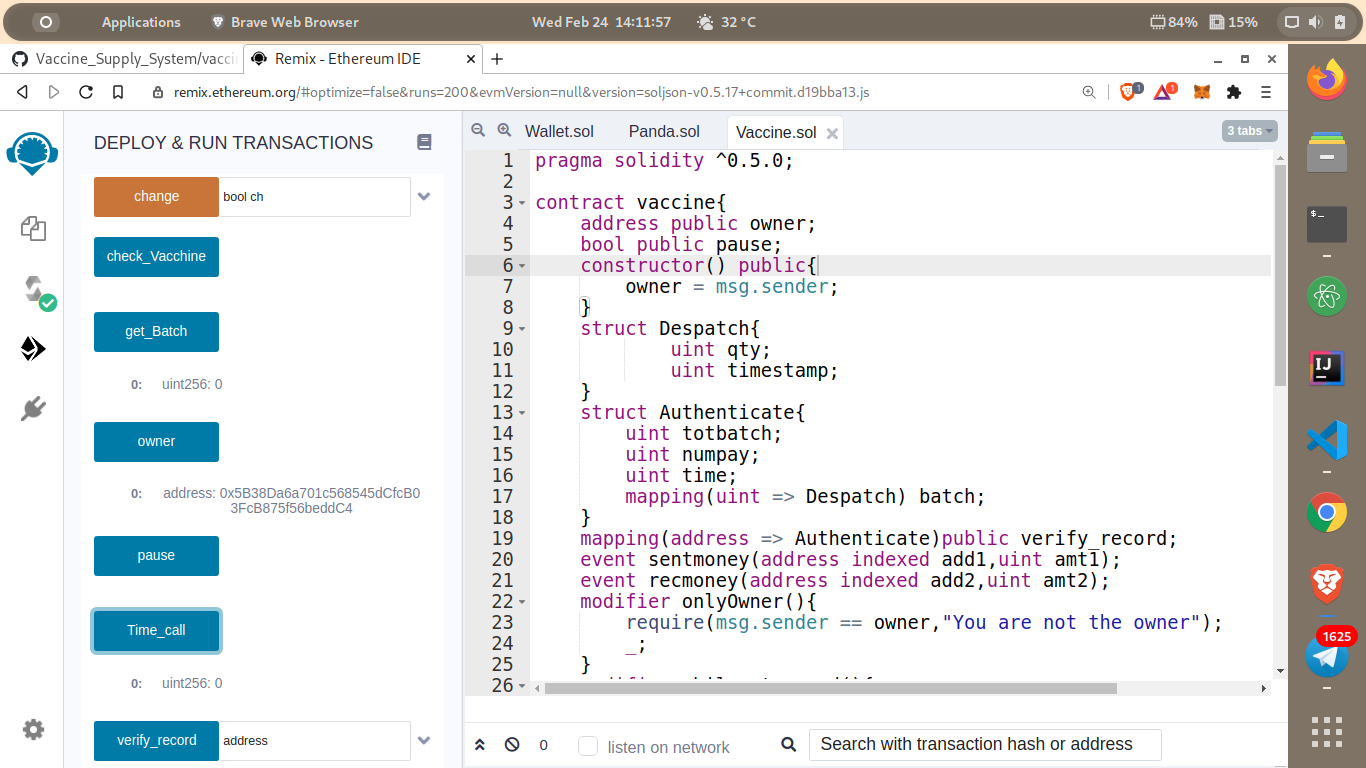 Applications
Brave Web Browser
Wed Feb 24 14:11:57
32 °C
84%
15%
Vaccine_Supply_System/vacci
Remix - Ethereum IDE
remix.ethereum.org/#optimize=false&runs=200&evmVersion=null&version=soljson-v0.5.17+commit.d19bba13.js
1
1
DEPLOY & RUN TRANSACTIONS
change
bool ch
check_Vacchine
get_Batch
0: uint256: 0
owner
0: address: 0x5B38Da6a701c568545dCfcB0
3FcB875f56beddC4
pause
Time_call
0: uint256: 0
verify_record
address
Wallet.sol
Panda.sol
Vaccine.sol
3 tabs
1 pragma solidity ^0.5.0;
2
3 contract vaccine{
4 address public owner;
5 bool public pause;
6 constructor() public{
7 owner = msg.sender;
8 }
9 struct Despatch{
10 uint qty;
11 uint timestamp;
12 }
13 struct Authenticate{
14 uint totbatch;
15 uint numpay;
16 uint time;
17 mapping(uint => Despatch) batch;
18 }
19 mapping(address => Authenticate)public verify_record;
20 event sentmoney(address indexed add1,uint amt1);
21 event recmoney(address indexed add2,uint amt2);
22 modifier onlyOwner(){
23 require(msg.sender == owner,"You are not the owner");
24 _;
25 }
26
0
listen on network
Search with transaction hash or address
$_
IJ
1625